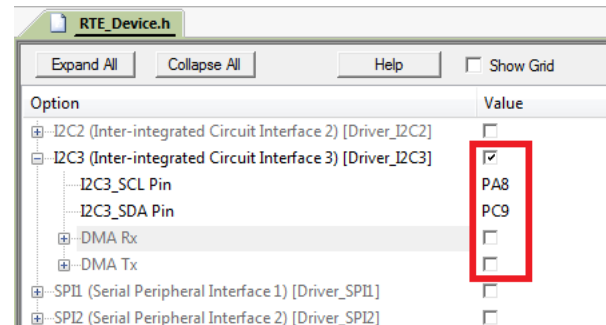 RTE_Device.h
Expand All Collapse All Help Show Grid
Option Value
I2C2 (Inter-integrated Circuit Interface 2) [Driver_I2C2]
I2C3 (Inter-integrated Circuit Interface 3) [Driver_I2C3]
I2C3_SCL Pin PA8
I2C3_SDA Pin PC9
DMA Rx
DMA Tx
SPI1 (Serial Peripheral Interface 1) [Driver_SPI1]
SPI2 (Serial Peripheral Interface 2) [Driver_SPI2]